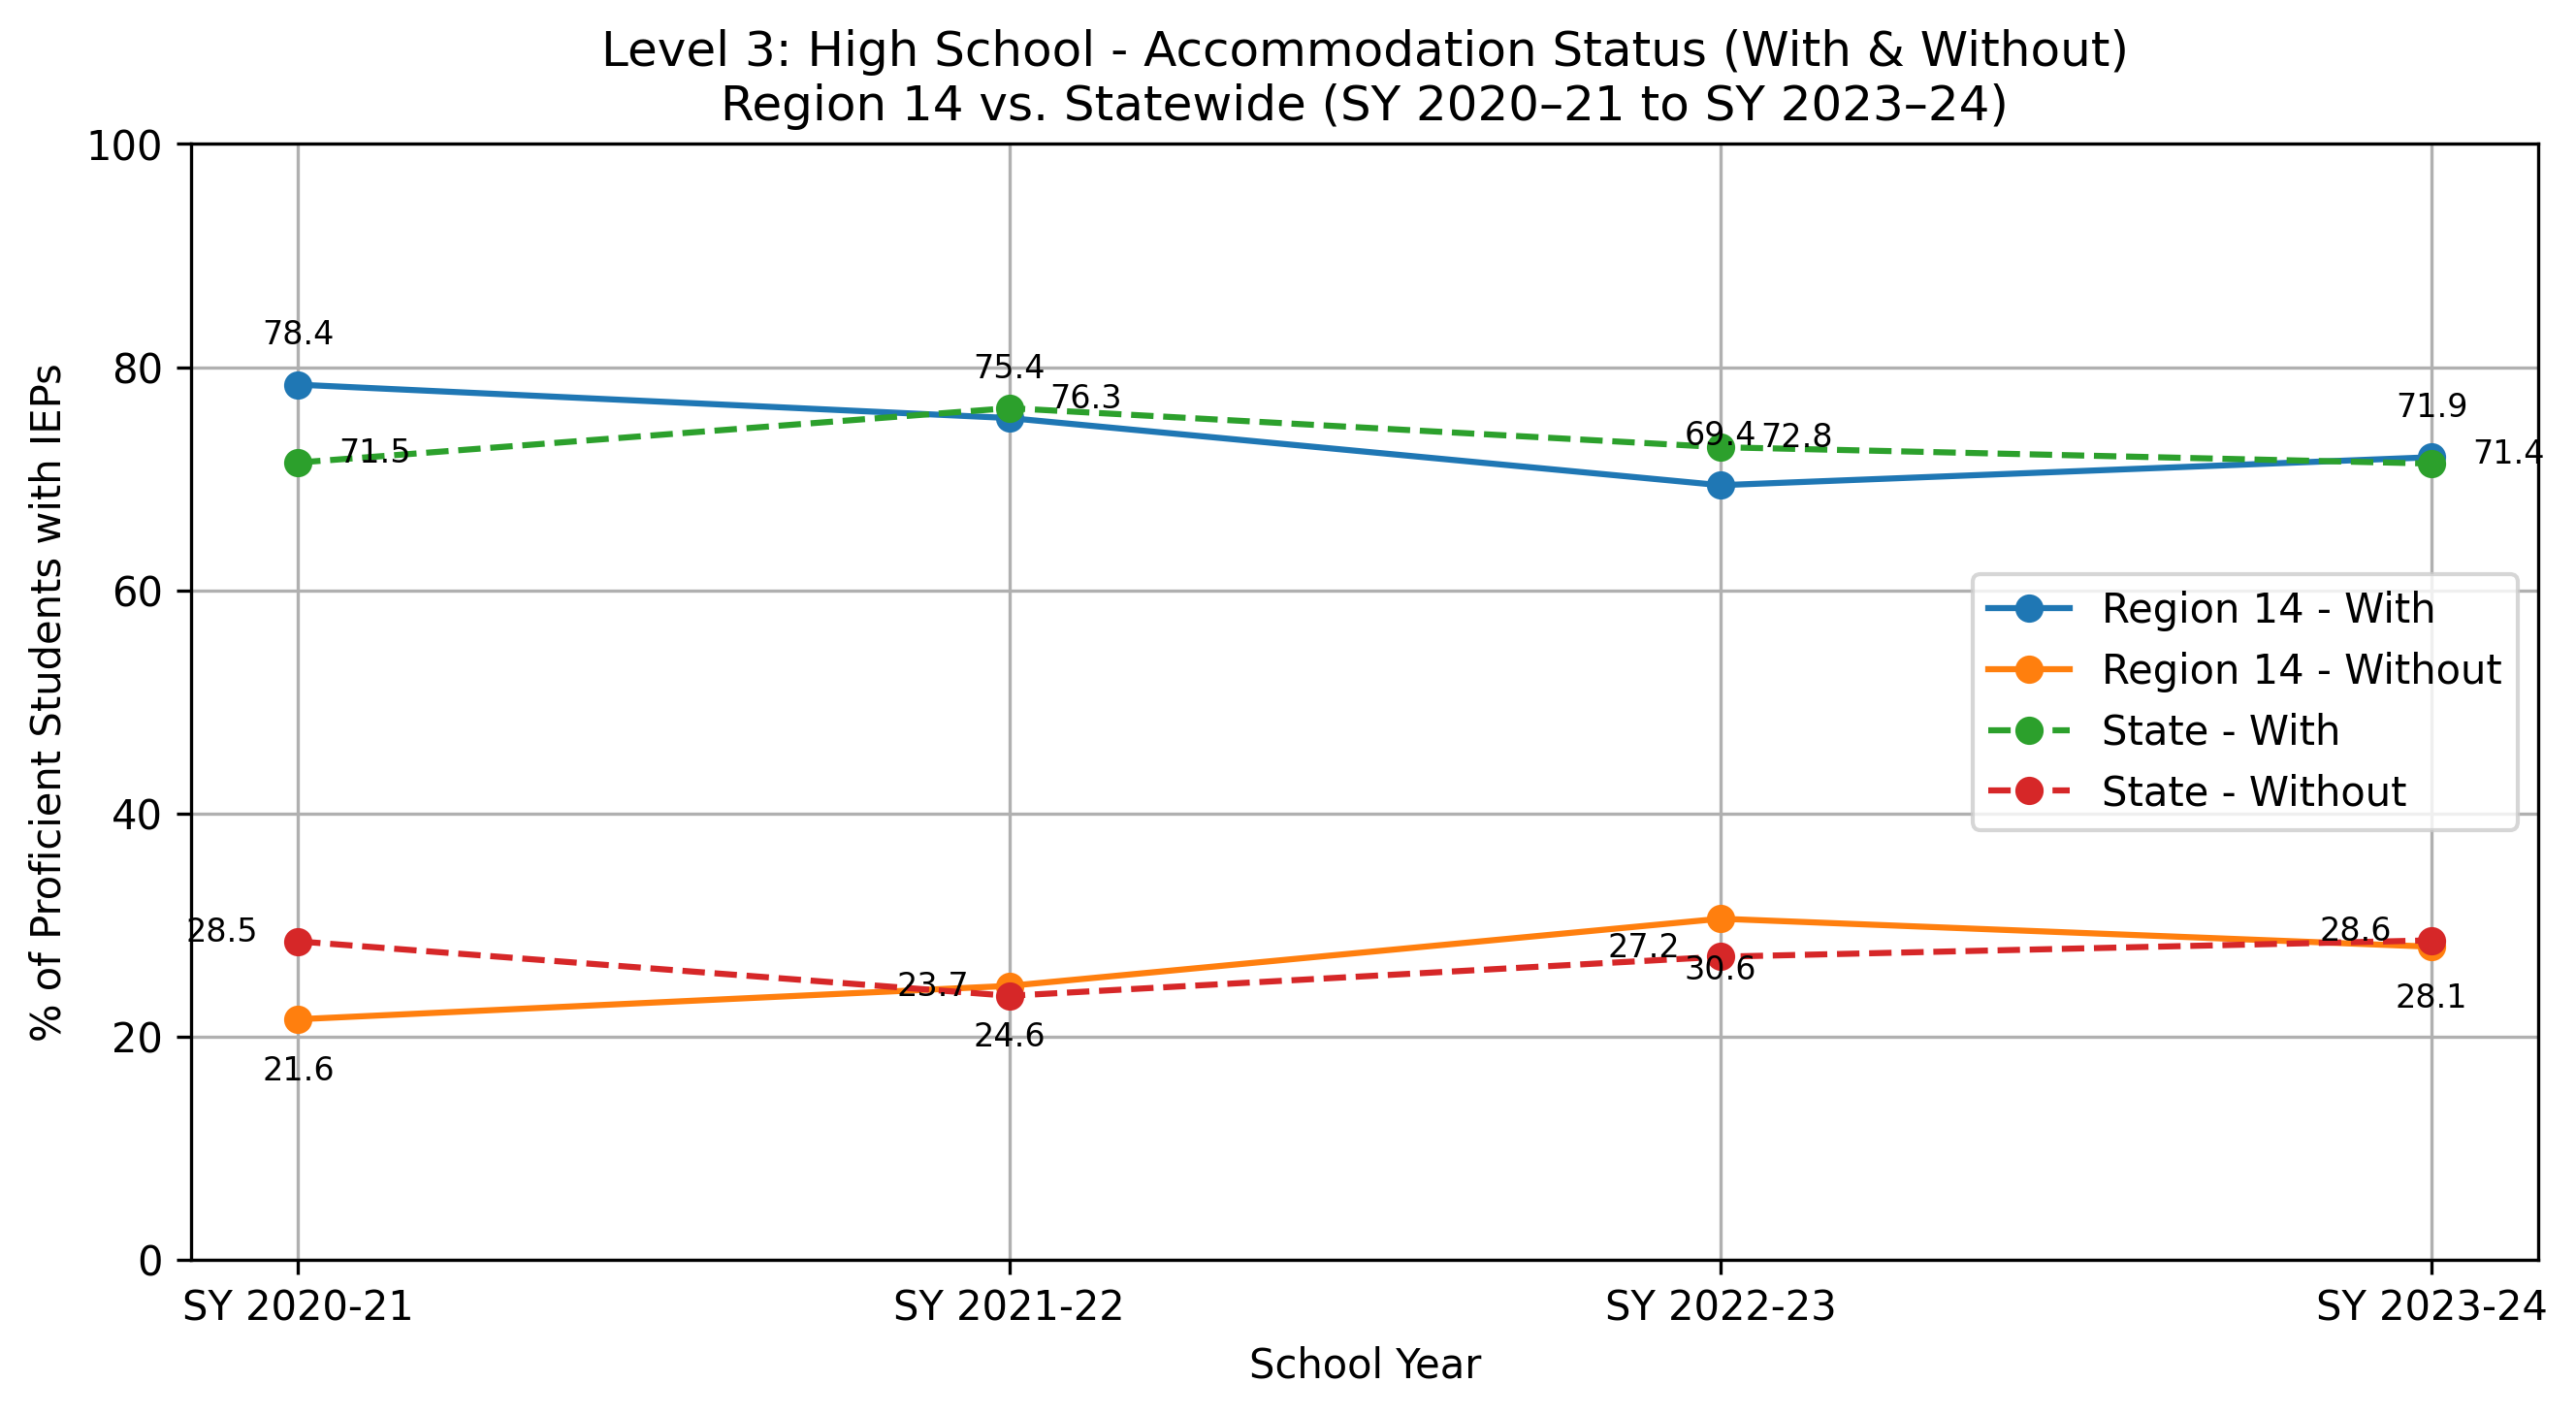 Level 3: High School - Accommodation Status (With & Without)
Region 14 vs. Statewide (SY 2020–21 to SY 2023–24)
% of Proficient Students with IEPs
100
80
60
40
20
0
78.4
75.4
69.4
71.9
71.5
76.3
72.8
71.4
28.5
23.7
27.2
28.6
21.6
24.6
30.6
28.1
Region 14 - With
Region 14 - Without
State - With
State - Without
SY 2020-21
SY 2021-22
SY 2022-23
SY 2023-24
School Year